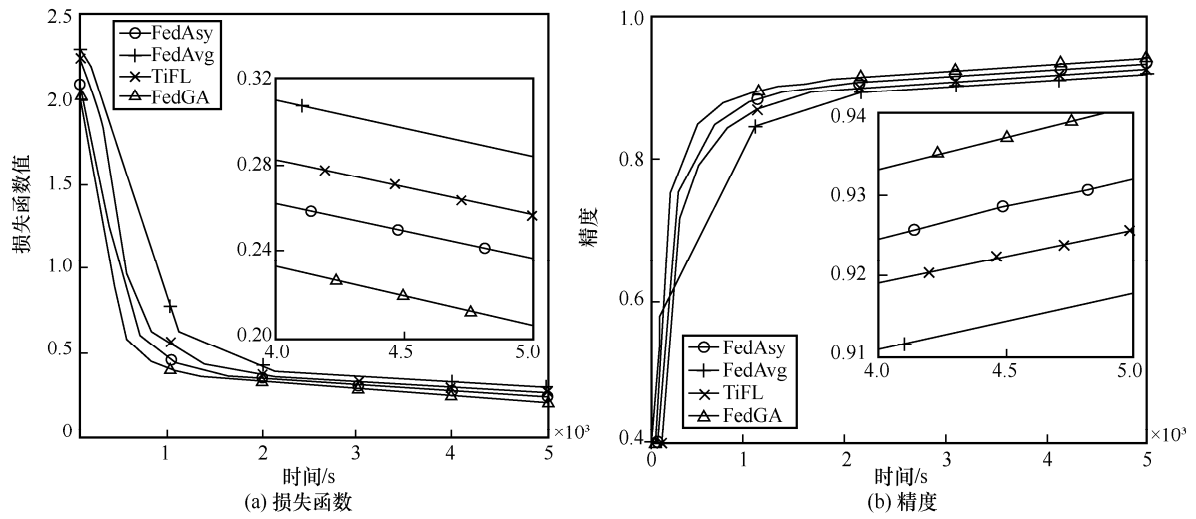 2.5
2.0
1.5
1.0
0.5
0
损失函数值
FedAsy
FedAvg
TiFL
FedGA
0.32
0.28
0.24
0.20
4.0 4.5 5.0
1 2 3 4 5
×10³
时间/s
(a) 损失函数
1.0
0.8
0.6
0.4
精度
0.94
0.93
0.92
0.91
4.0 4.5 5.0
FedAsy
FedAvg
TiFL
FedGA
0 1 2 3 4 5
×10³
时间/s
(b) 精度